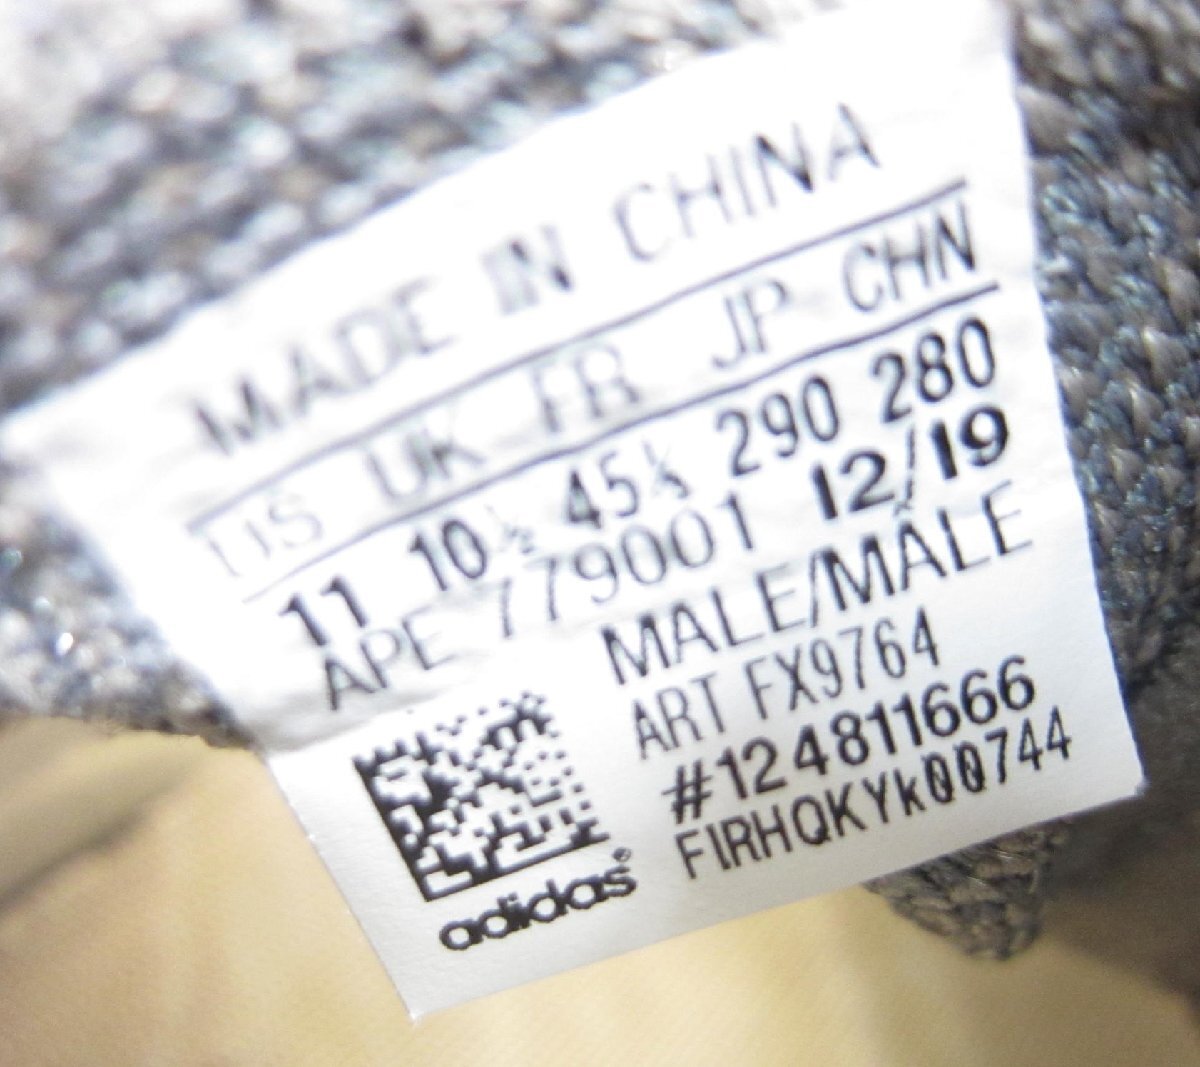 MADE IN CHINA
US UK FR JP CHN
11 10½ 45⅓ 290 280
APE 779001 12/19
MALE/MÂLE
ART FX9764
#124811666
FIRHQKYk00744
adidas®